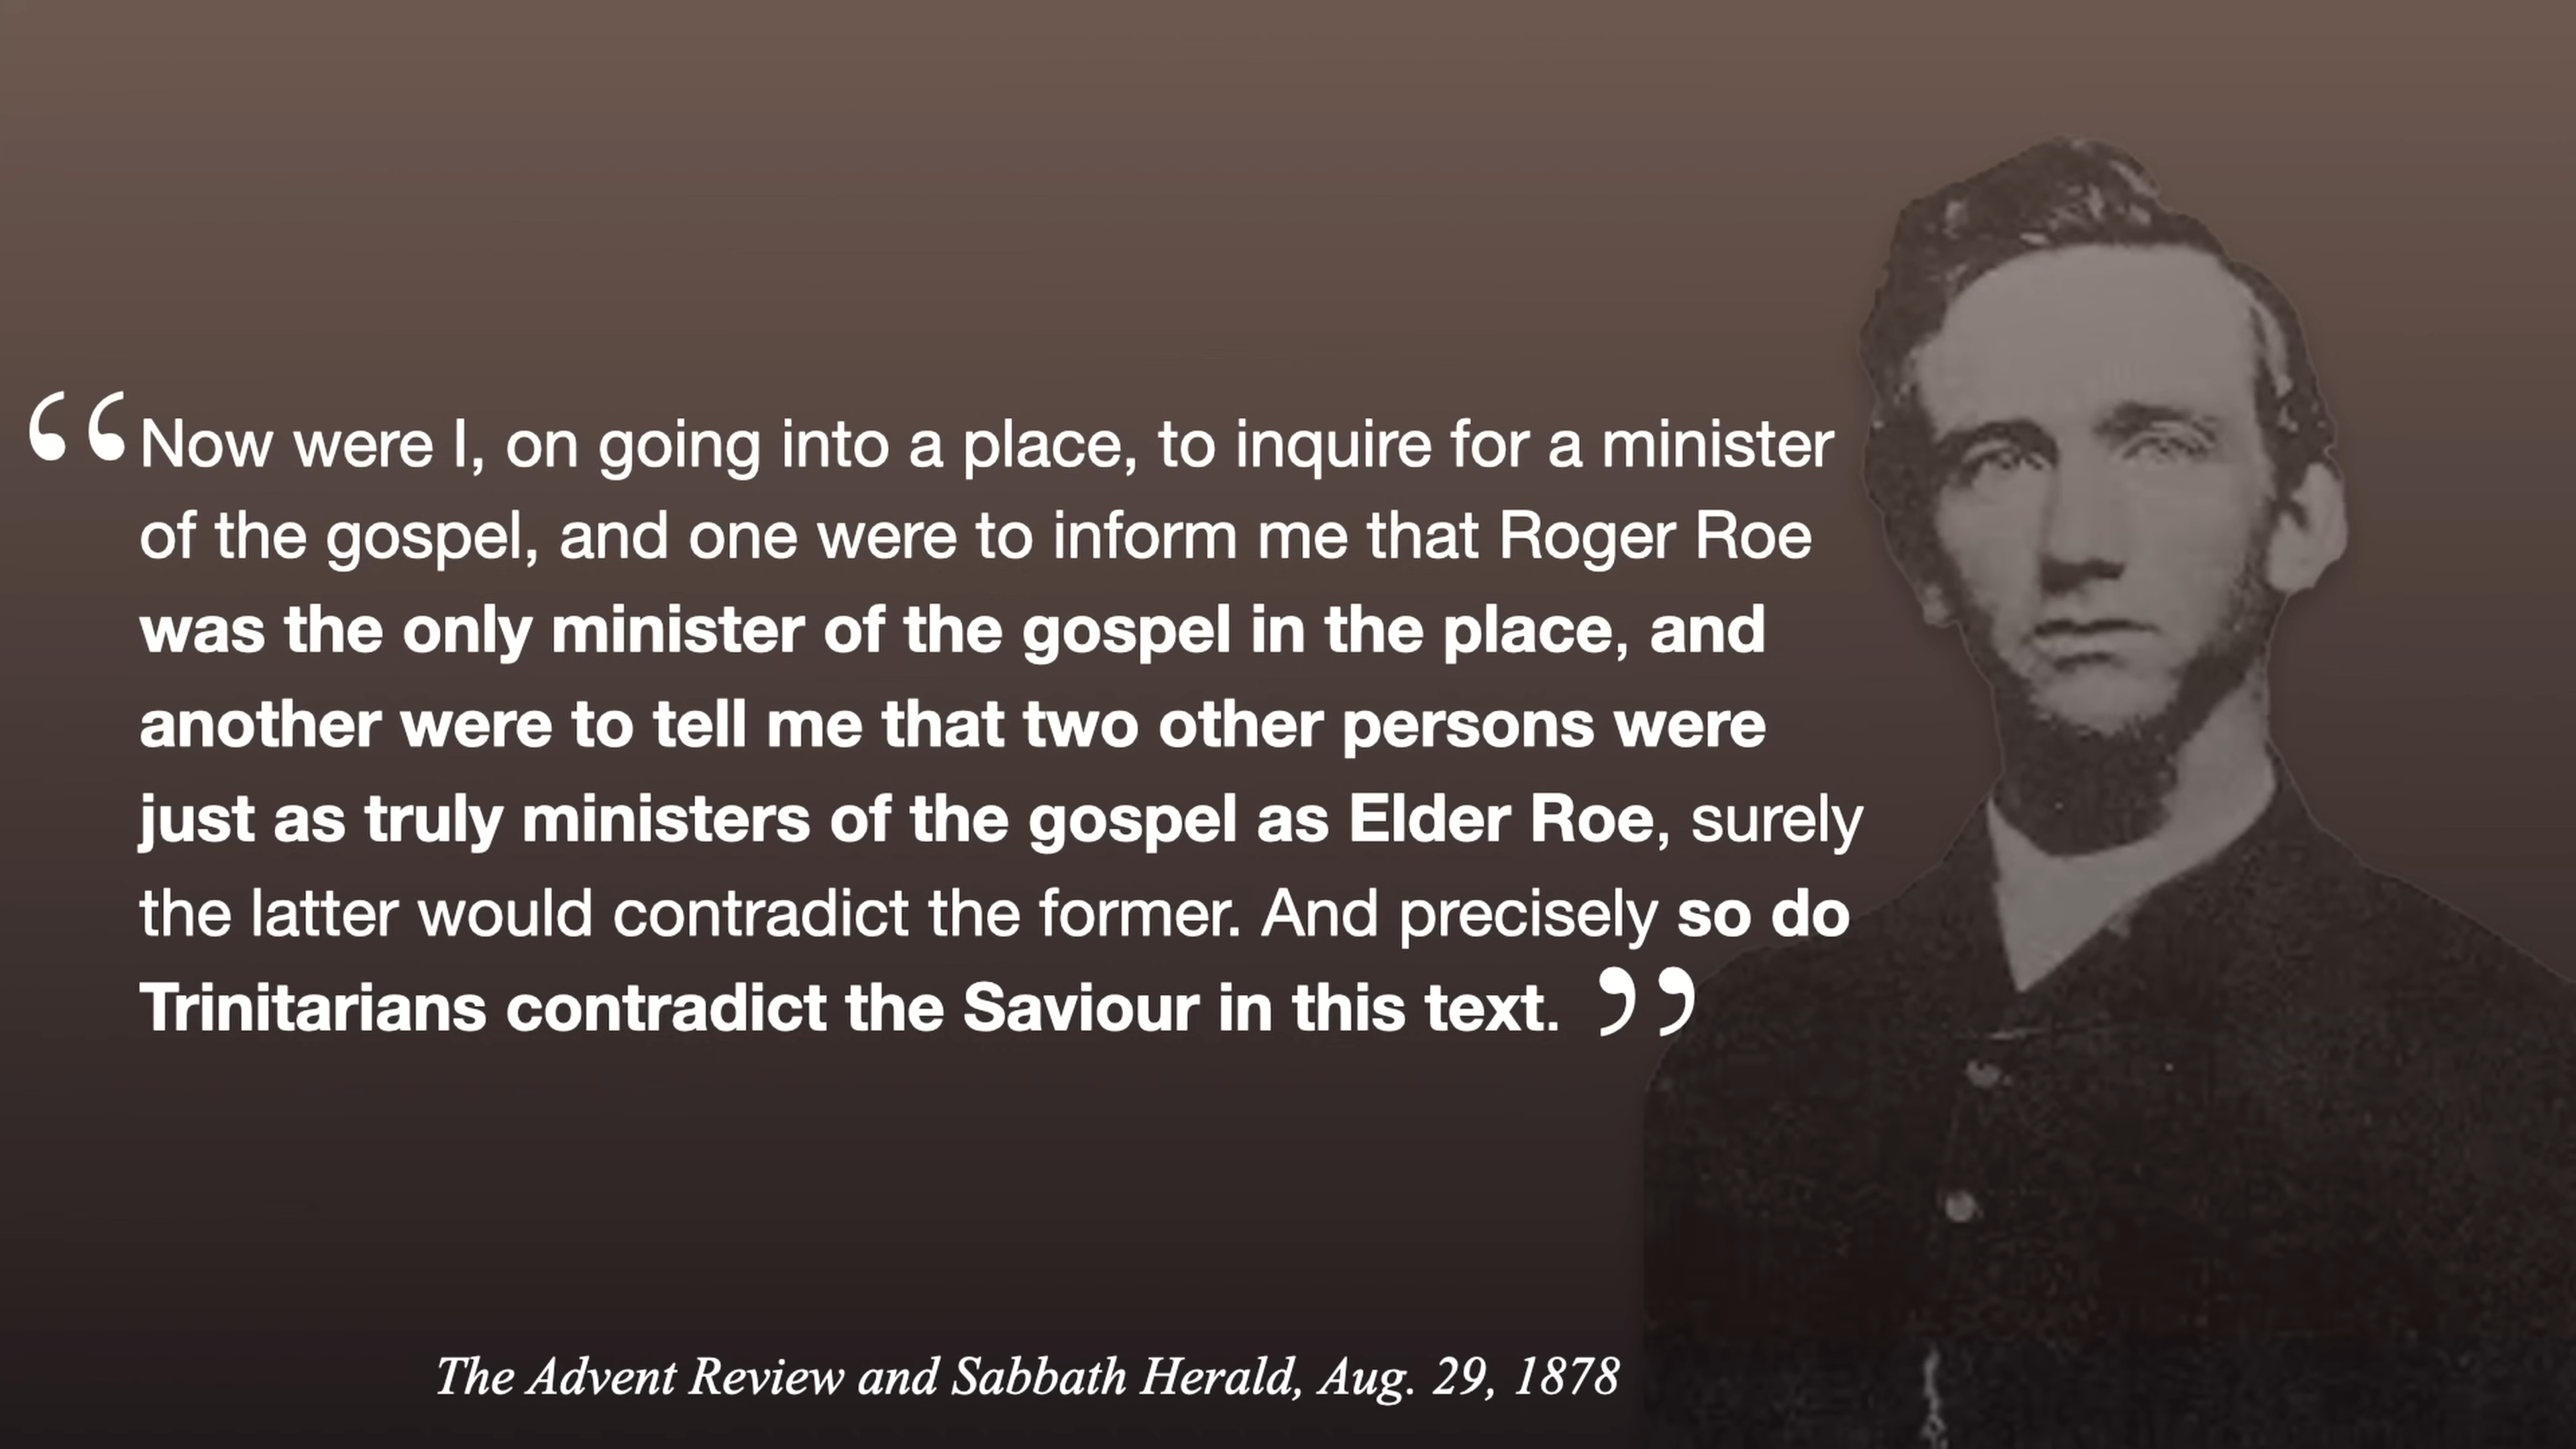 “Now were I, on going into a place, to inquire for a minister
of the gospel, and one were to inform me that Roger Roe
was the only minister of the gospel in the place, and
another were to tell me that two other persons were
just as truly ministers of the gospel as Elder Roe, surely
the latter would contradict the former. And precisely so do
Trinitarians contradict the Saviour in this text. ”
The Advent Review and Sabbath Herald, Aug. 29, 1878